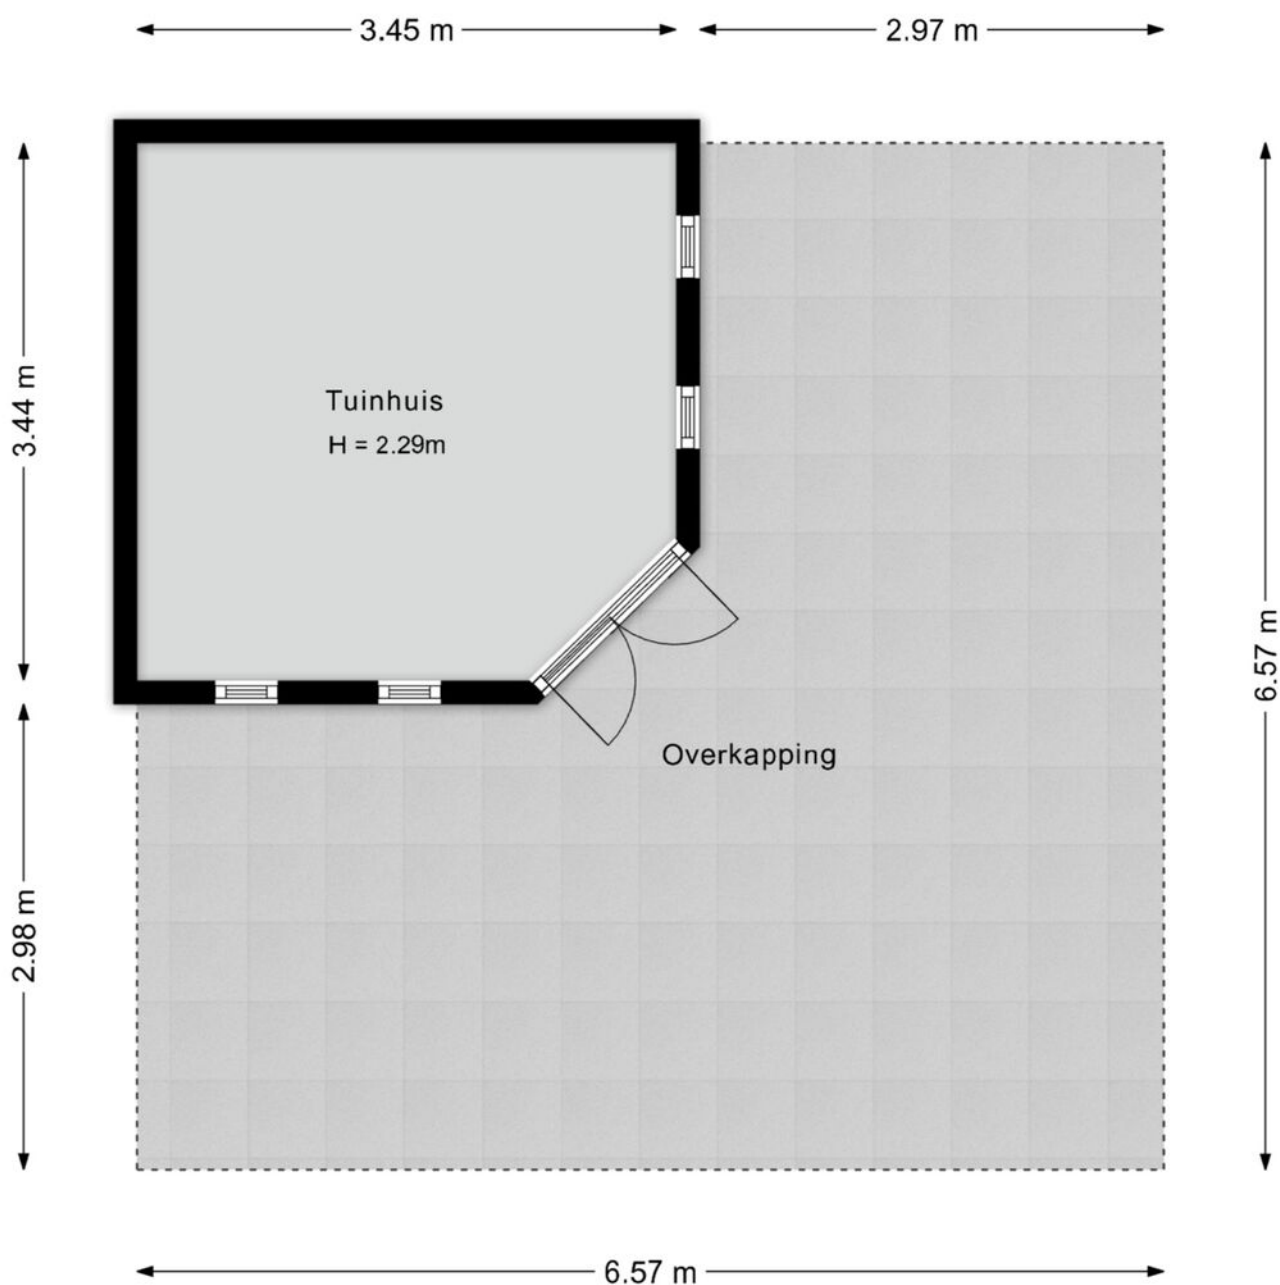 3.45 m
2.97 m
3.44 m
Tuinhuis
H = 2.29m
6.57 m
Overkapping
2.98 m
6.57 m